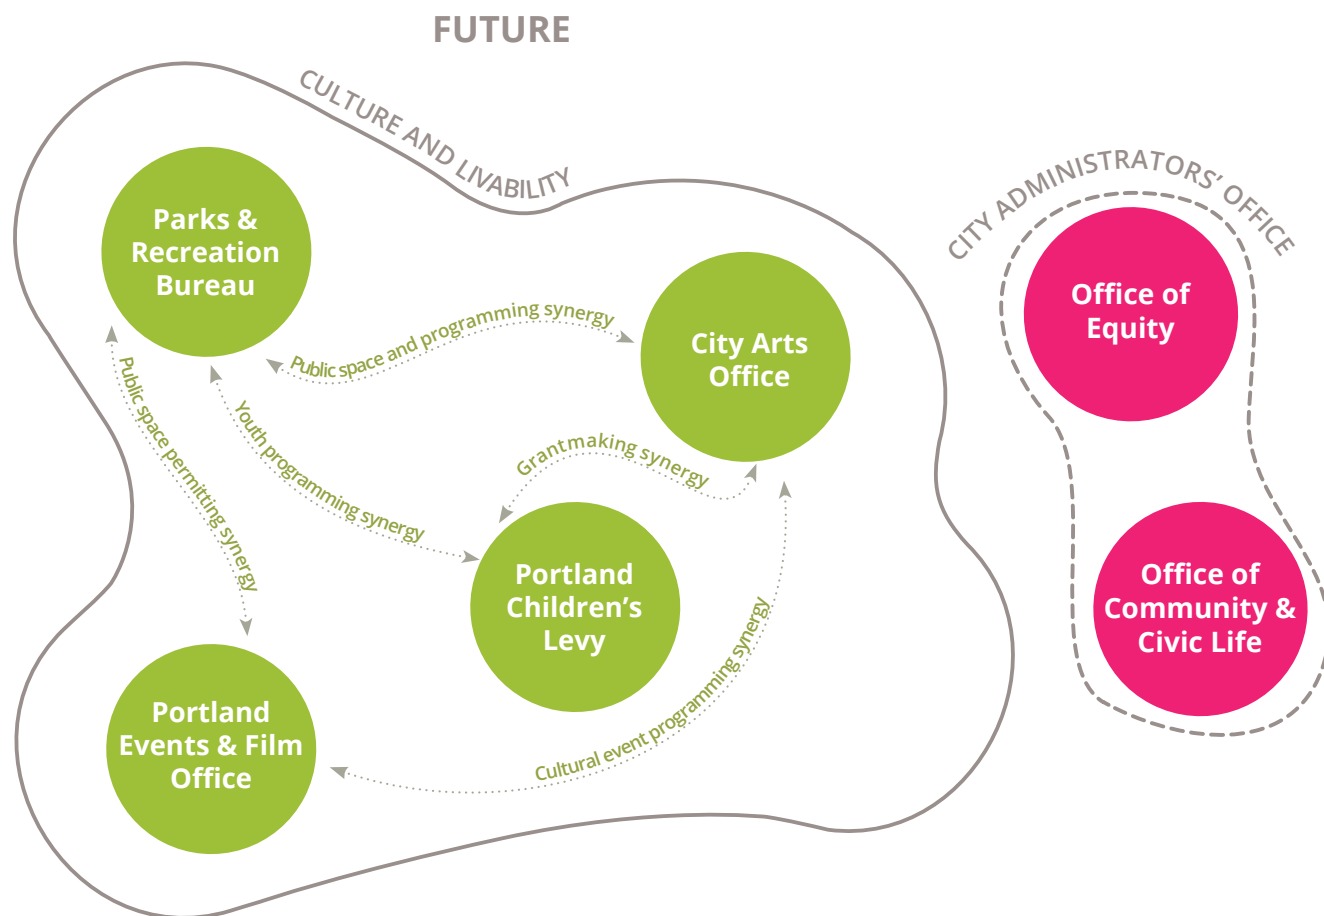 FUTURE
CULTURE AND LIVABILITY
CITY ADMINISTRATORS' OFFICE
Parks &
Recreation
Bureau
Public space and programming synergy
City Arts
Office
Office of
Equity
Public space permitting synergy
Youth programming synergy
Grantmaking synergy
Portland
Children’s
Levy
Office of
Community &
Civic Life
Cultural event programming synergy
Portland
Events & Film
Office